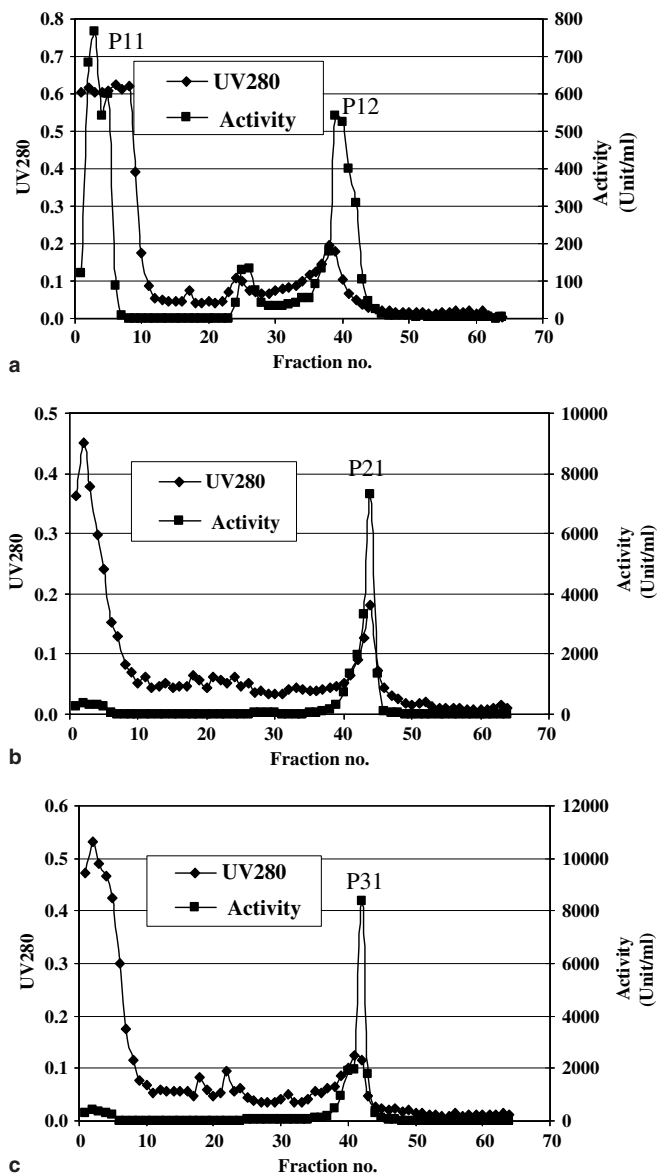 P11
UV280
Activity
P12
0.8
0.7
0.6
0.5
0.4
0.3
0.2
0.1
0.0
UV280
800
700
600
500
400
300
200
100
0
Activity
(Unit/ml)
0 10 20 30 40 50 60 70
Fraction no.
a
P21
UV280
Activity
0.5
0.4
0.3
0.2
0.1
0.0
UV280
10000
8000
6000
4000
2000
0
Activity
(Unit/ml)
0 10 20 30 40 50 60 70
Fraction no.
b
P31
UV280
Activity
0.6
0.5
0.4
0.3
0.2
0.1
0.0
UV280
12000
10000
8000
6000
4000
2000
0
Activity
(Unit/ml)
0 10 20 30 40 50 60 70
Fraction no.
c